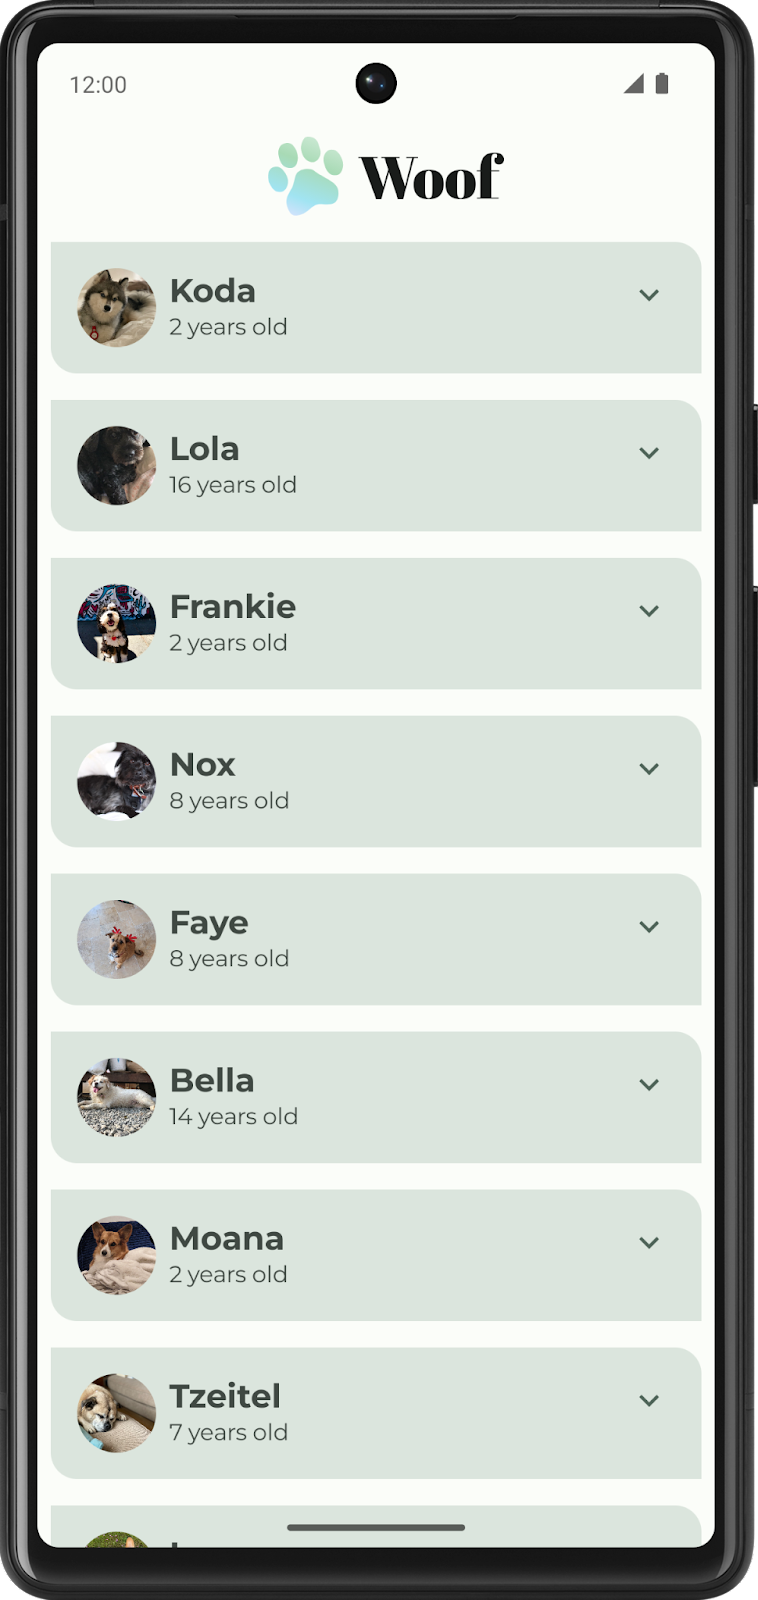 12:00
Woof
Koda
2 years old
Lola
16 years old
Frankie
2 years old
Nox
8 years old
Faye
8 years old
Bella
14 years old
Moana
2 years old
Tzeitel
7 years old